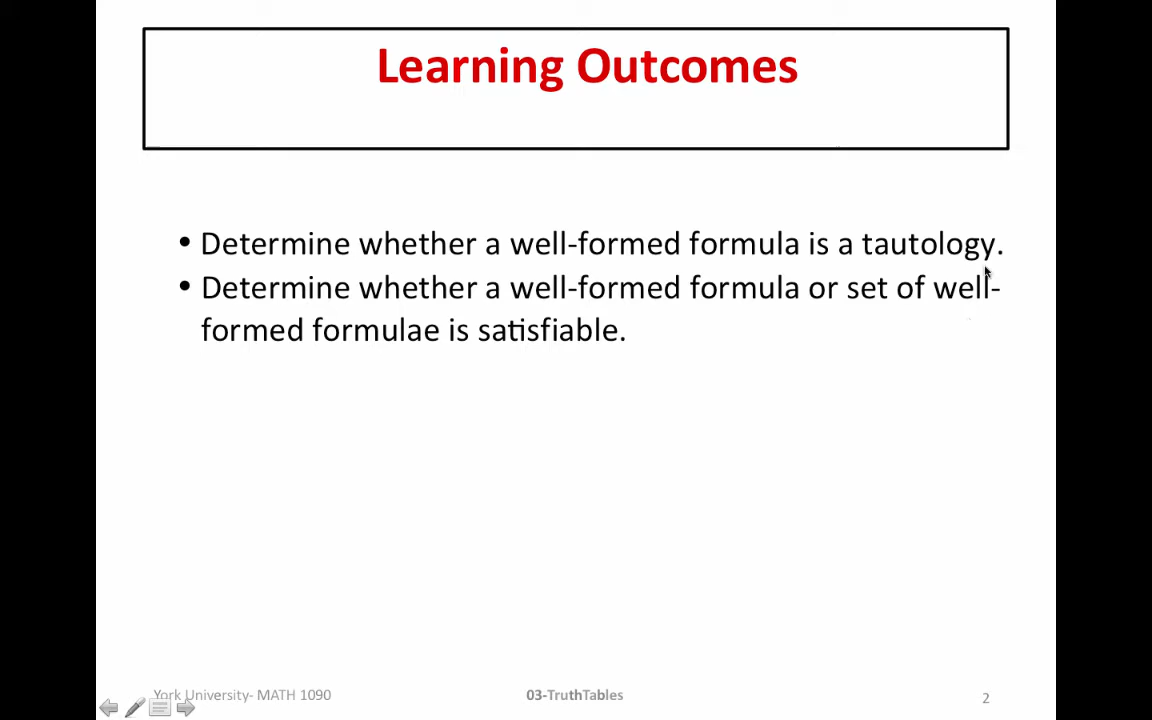 Learning Outcomes
• Determine whether a well-formed formula is a tautology.
• Determine whether a well-formed formula or set of well-
formed formulae is satisfiable.
York University- MATH 1090 03-TruthTables 2